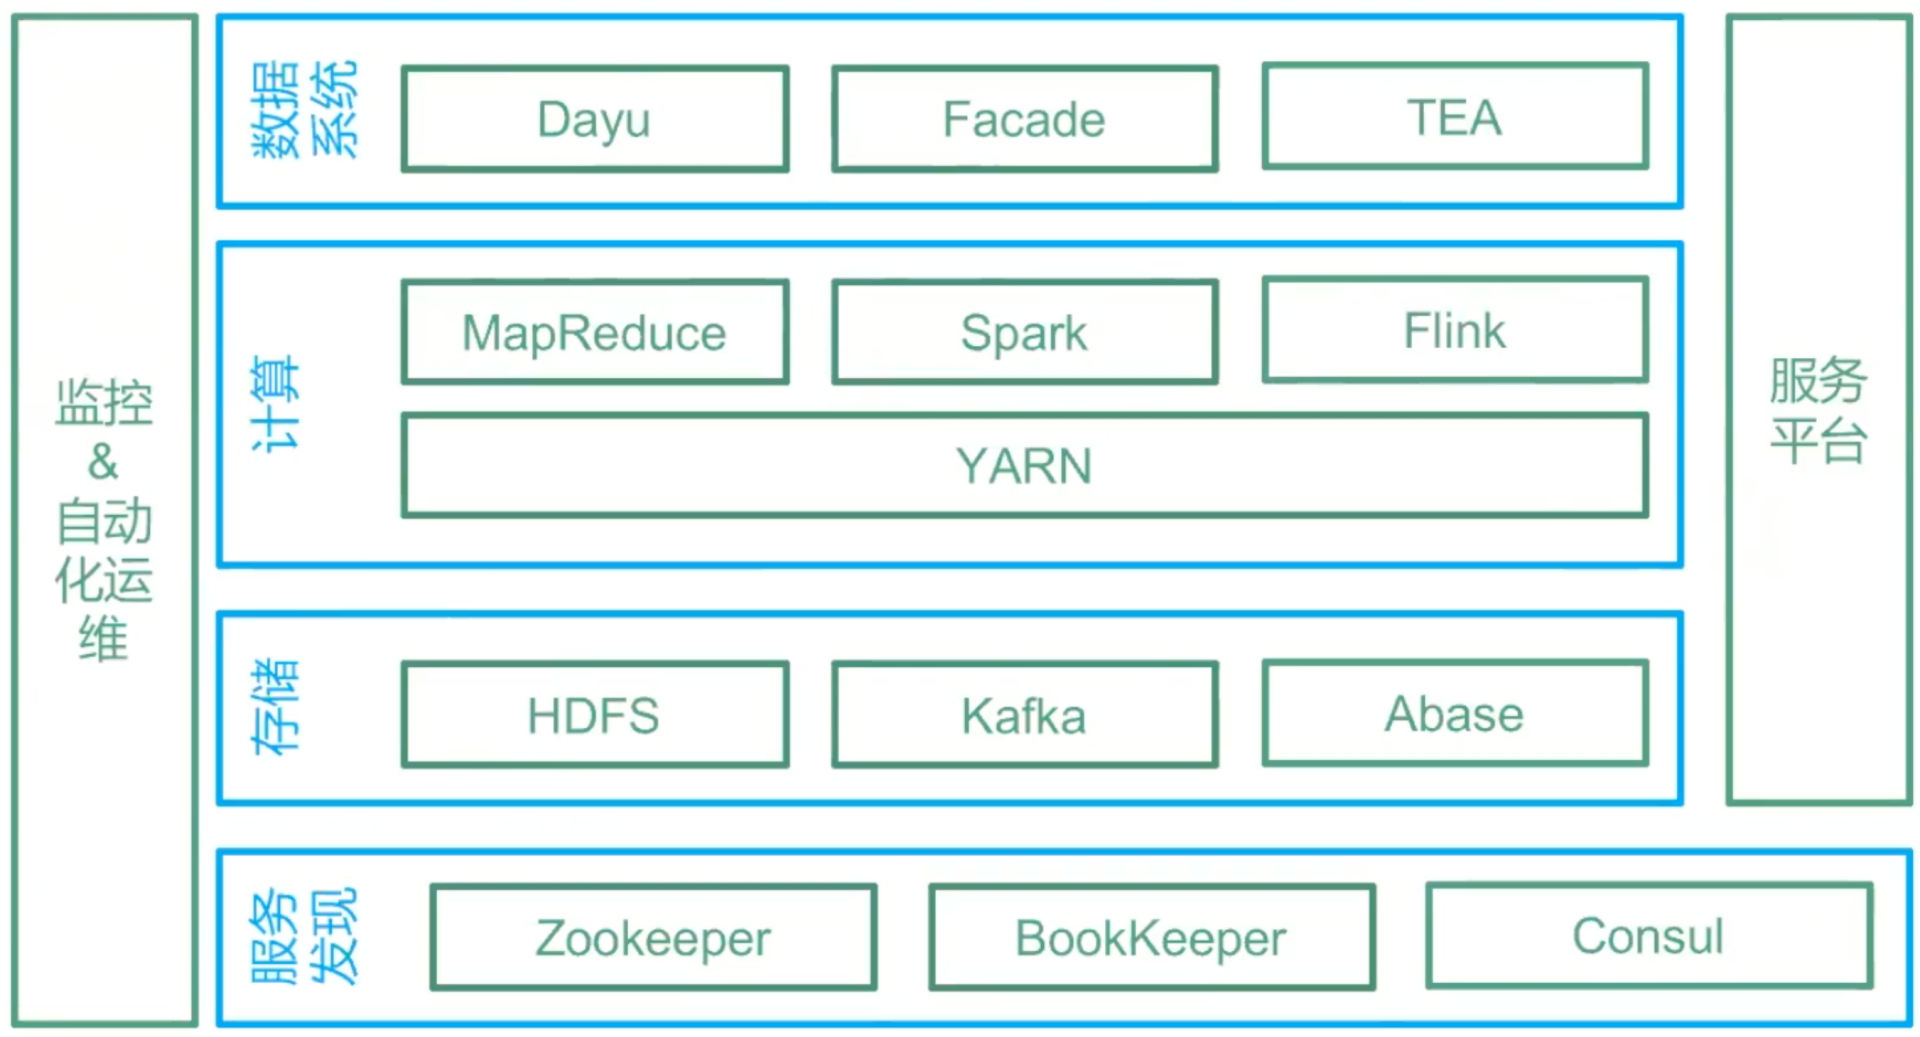 监控
&
自动
化运
维
数据
系统
Dayu
Facade
TEA
计算
MapReduce
Spark
Flink
YARN
存储
HDFS
Kafka
Abase
服务
发现
Zookeeper
BookKeeper
Consul
服务
平台